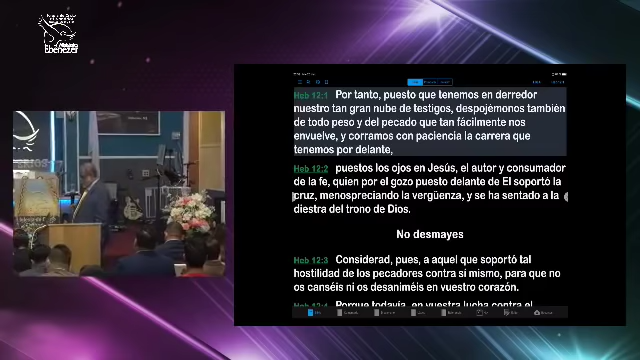 Ebenezer
Heb 12:1 Por tanto, puesto que tenemos en derredor
nuestro tan gran nube de testigos, despojémonos también
de todo peso y del pecado que tan fácilmente nos
envuelve, y corramos con paciencia la carrera que
tenemos por delante,
Heb 12:2 puestos los ojos en Jesús, el autor y consumador
de la fe, quien por el gozo puesto delante de El soportó la
cruz, menospreciando la vergüenza, y se ha sentado a la
diestra del trono de Dios.
No desmayes
Heb 12:3 Considerad, pues, a aquel que soportó tal
hostilidad de los pecadores contra sí mismo, para que no
os canséis ni os desaniméis en vuestro corazón.
Heb 12:4 Porque todavía, en vuestra lucha contra el